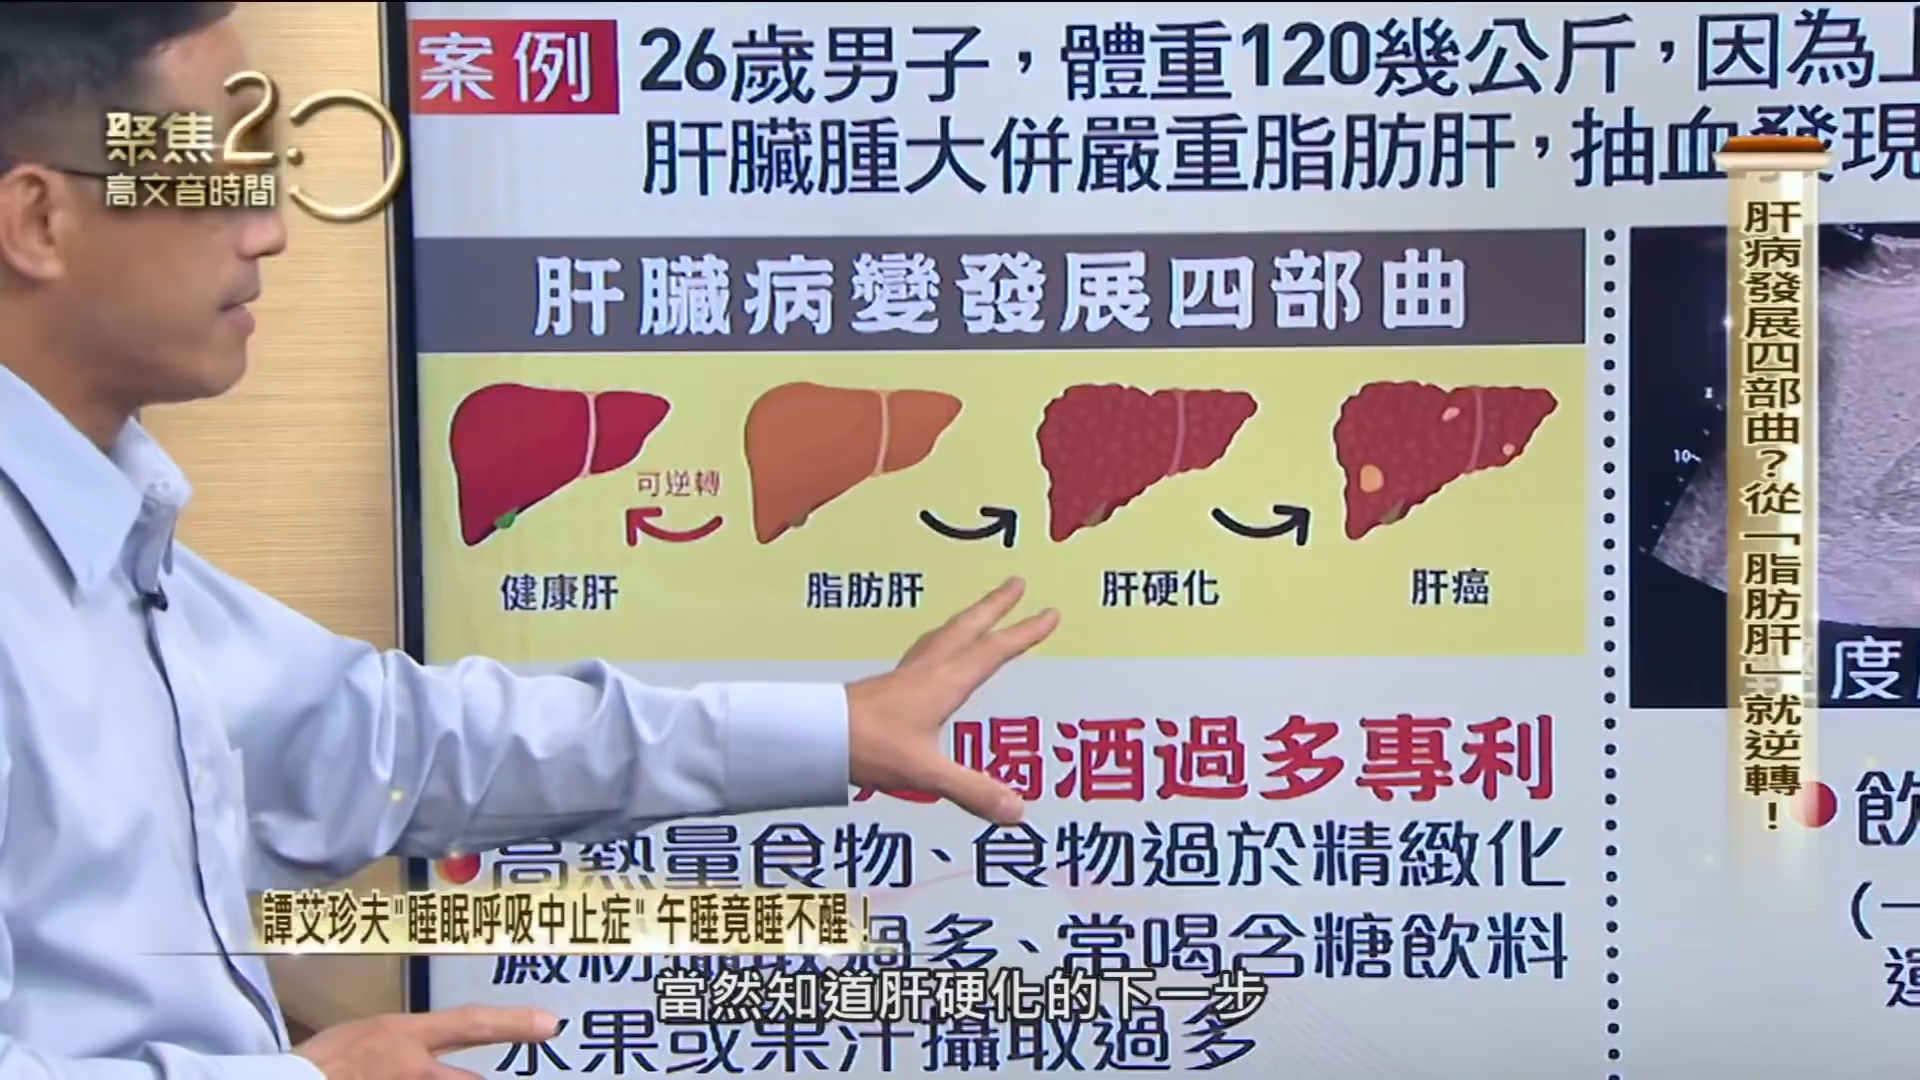 聚焦2.0
高文音時間
案例
26歲男子，體重120幾公斤，因為
肝臟腫大併嚴重脂肪肝，抽血發現
肝臟病變發展四部曲
可逆轉
健康肝
脂肪肝
肝硬化
肝癌
喝酒過多專利
高熱量食物、食物過於精緻化
過多、常喝含糖飲料
水果或果汁攝取過多
10
度
飲
(一
肝病發展四部曲？從「脂肪肝」就逆轉！
譚艾珍夫"睡眠呼吸中止症"午睡竟睡不醒！
當然知道肝硬化的下一步